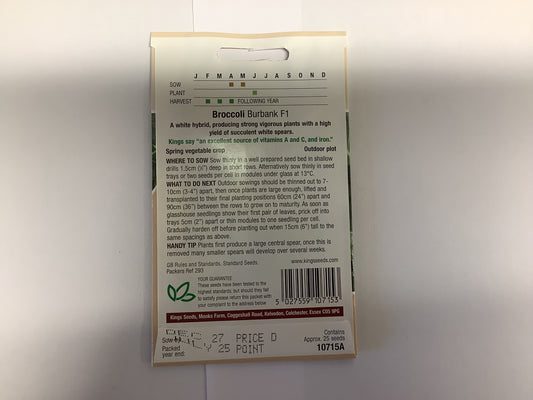 J F M A M J J A S O N D
SOW
PLANT
HARVEST FOLLOWING YEAR
Broccoli Burbank F1
A white hybrid, producing strong vigorous plants with a high
yield of succulent white spears.
Kings say "an excellent source of vitamins A and C, and iron."
Spring vegetable crop Outdoor plot
WHERE TO SOW Sow thinly in a well prepared seed bed in shallow
drills 1.5cm (½") deep in short rows. Alternatively sow thinly in seed
trays or two seeds per cell in modules under glass at 13°C.
WHAT TO DO NEXT Outdoor seedlings should be thinned out to 7-
10cm (3-4") apart, then once plants are large enough, lifted and
transplanted to their final planting positions 60cm (24") apart and
90cm (36") between the rows to grow on to maturity. As soon as
glasshouse seedlings show their first pair of leaves, prick off into
trays 5cm (2") apart or thin modules to one seedling per cell.
Gradually harden off before planting out when 15cm (6") tall to the
same spacings as above.
HANDY TIP Plants first produce a large central spear, once this is
removed many smaller spears will develop over several weeks.
GB Rules and Standards. Standard Seeds.
Packers Ref 293
www.kingsseeds.com
YOUR GUARANTEE
These seeds have been tested to the
highest standards, but should they fail
to satisfy please return this packet with
your complaint to the address below
5 027559 107153
Kings Seeds, Monks Farm, Coggeshall Road, Kelvedon, Colchester, Essex CO5 9PG
Sow 27 PRICE D
Packed
year end: Y 25 POINT
Contains
Approx. 25 seeds
10715A